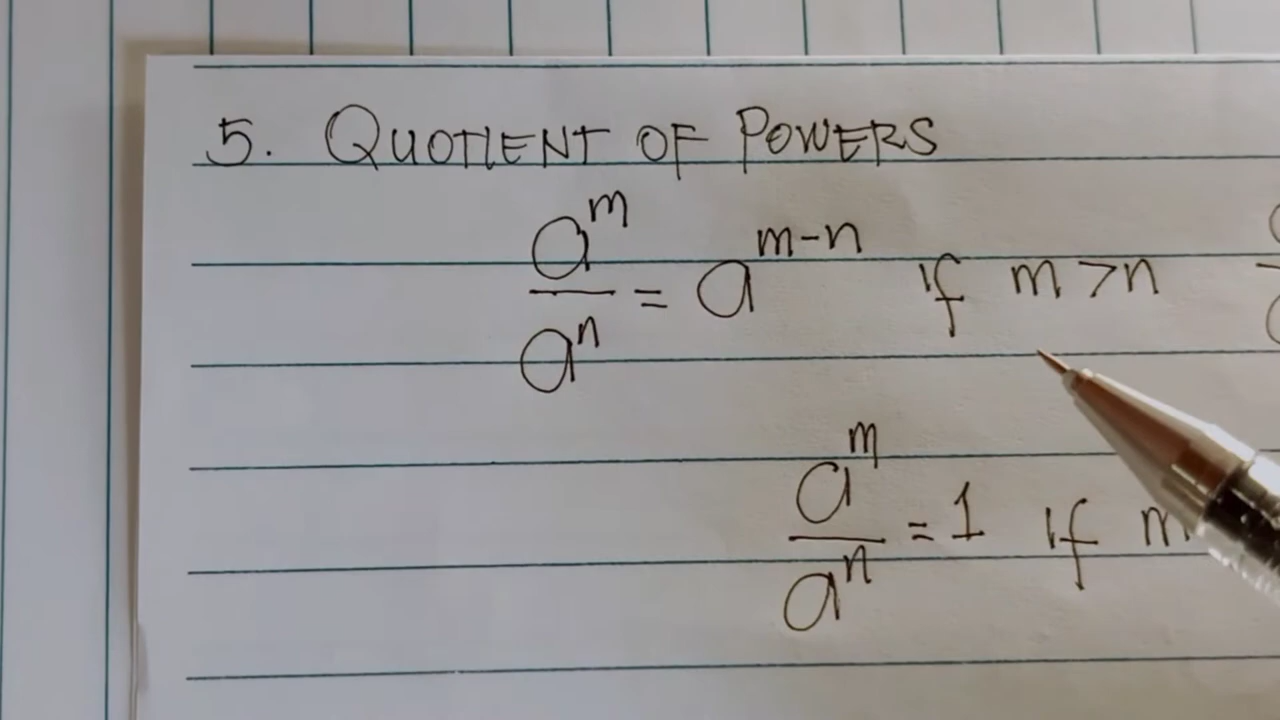 5. QUOTIENT OF POWERS
a^m / a^n = a^(m-n) if m > n
a^m / a^n = 1 if m